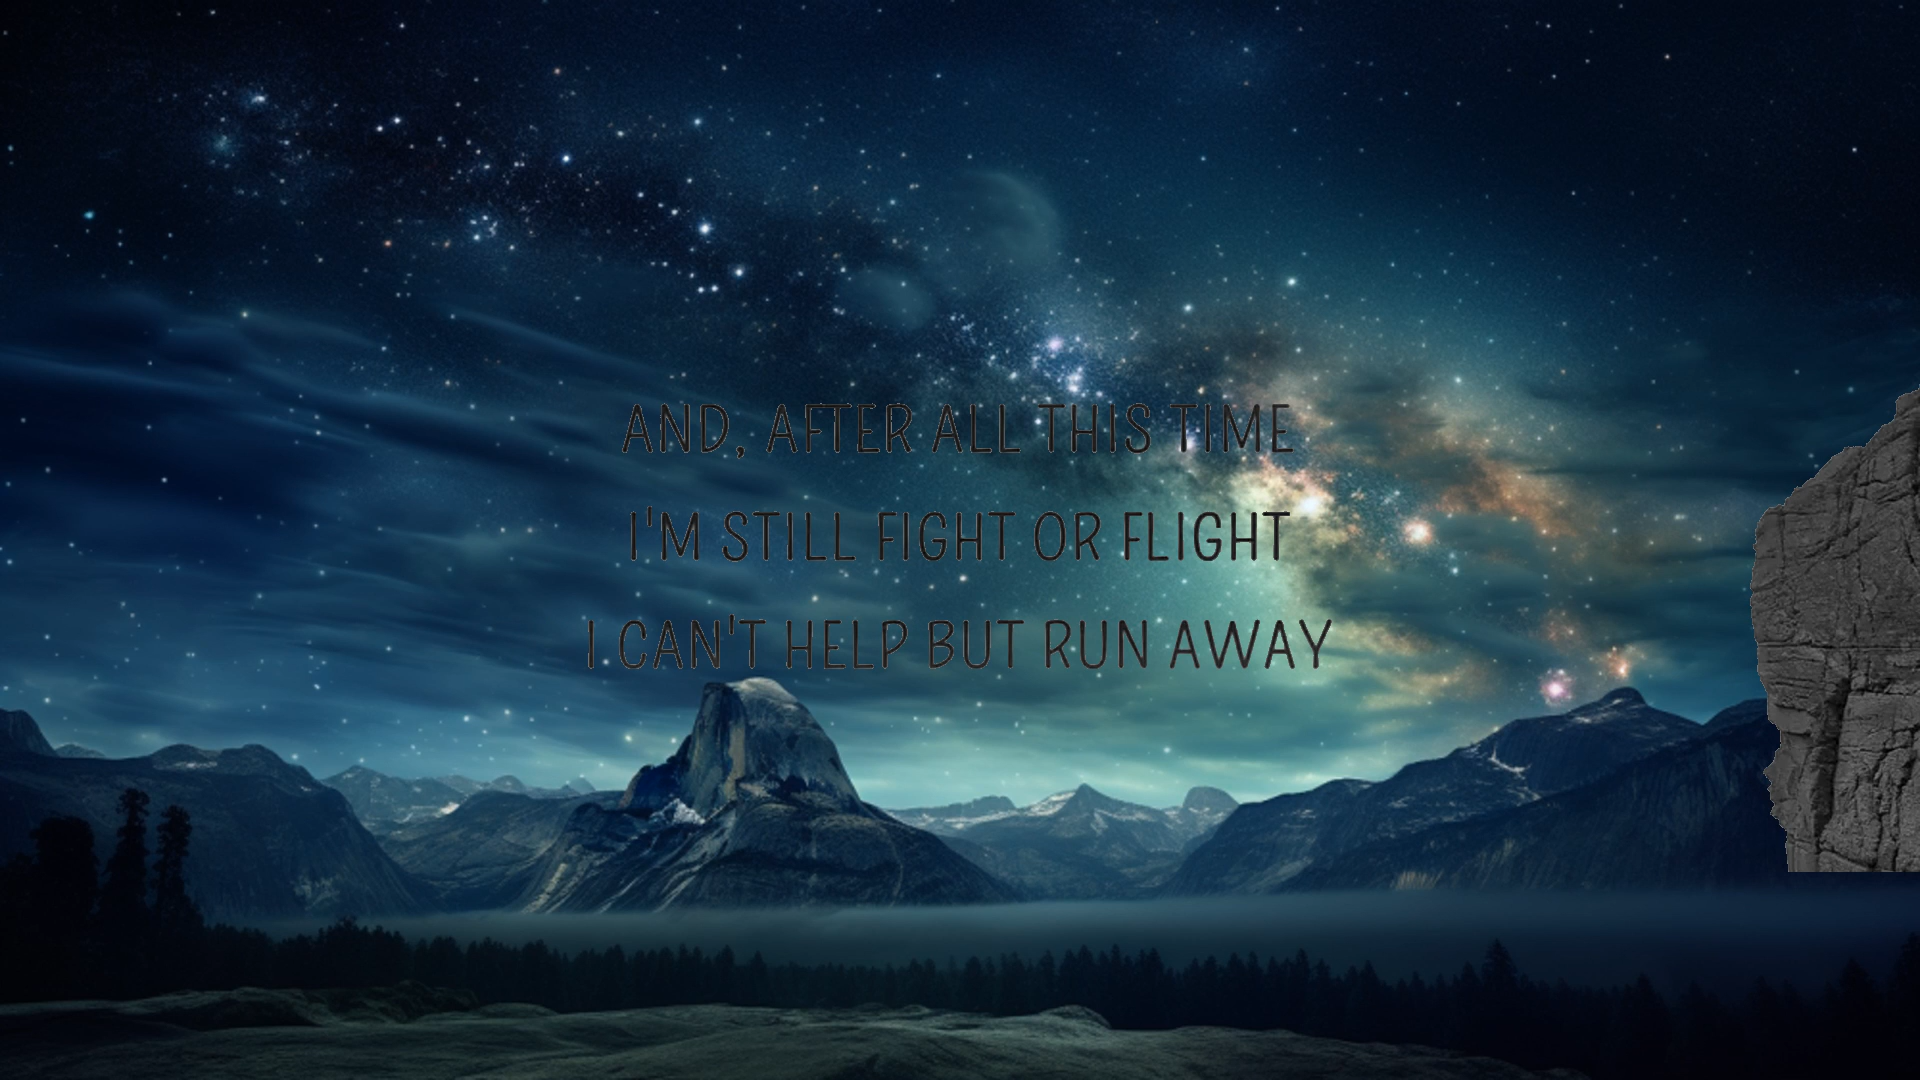 AND, AFTER ALL THIS TIME
I'M STILL FIGHT OR FLIGHT
I CAN'T HELP BUT RUN AWAY